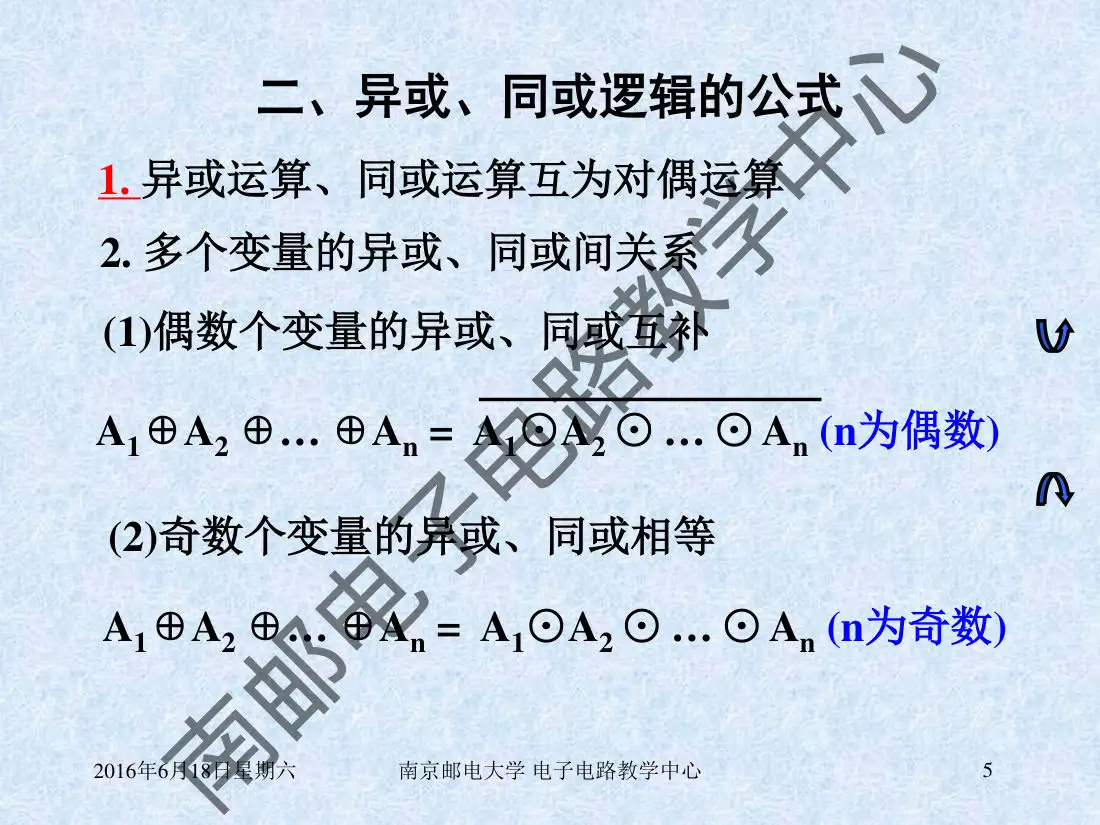 二、异或、同或逻辑的公式
1. 异或运算、同或运算互为对偶运算
2. 多个变量的异或、同或间关系
(1)偶数个变量的异或、同或互补
A₁⊕A₂ ⊕… ⊕Aₙ = A̅₁̅⊙̅A̅₂̅ ̅⊙̅ ̅…̅ ̅⊙̅ ̅A̅ₙ̅ (n为偶数)
(2)奇数个变量的异或、同或相等
A₁⊕A₂ ⊕… ⊕Aₙ = A₁⊙A₂ ⊙ … ⊙ Aₙ (n为奇数)
南邮电子电路教学中心
2016年6月18日星期六 南京邮电大学 电子电路教学中心 5